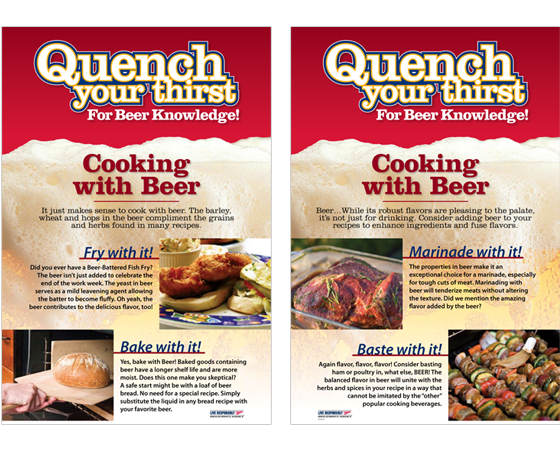 Quench
your thirst
For Beer Knowledge!
Cooking
with Beer
It just makes sense to cook with beer. The barley,
wheat and hops in the beer compliment the grains
and herbs found in many recipes.
Fry with it!
Did you ever have a Beer-Battered Fish Fry?
The beer isn't just added to celebrate the
end of the work week. The yeast in beer
serves as a mild leavening agent allowing
the batter to become fluffy. Oh yeah, the
beer contributes to the delicious flavor, too!
Bake with it!
Yes, bake with Beer! Baked goods containing
beer have a longer shelf life and are more
moist. Does this one make you skeptical?
A safe start might be with a loaf of beer
bread. No need for a special recipe. Simply
substitute the liquid in any bread recipe with
your favorite beer.
LIVE RESPONSIBLY
Quench
your thirst
For Beer Knowledge!
Cooking
with Beer
Beer…While its robust flavors are pleasing to the palate,
it's not just for drinking. Consider adding beer to your
recipes to enhance ingredients and fuse flavors.
Marinade with it!
The properties in beer make it an
exceptional choice for a marinade, especially
for tough cuts of meat. Marinading with
beer will tenderize meats without altering
the texture. Did we mention the amazing
flavor added by the beer?
Baste with it!
Again flavor, flavor, flavor! Consider basting
ham or poultry in, what else, BEER! The
balanced flavor in beer will unite with the
herbs and spices in your recipe in a way that
cannot be imitated by the "other"
popular cooking beverages.
LIVE RESPONSIBLY